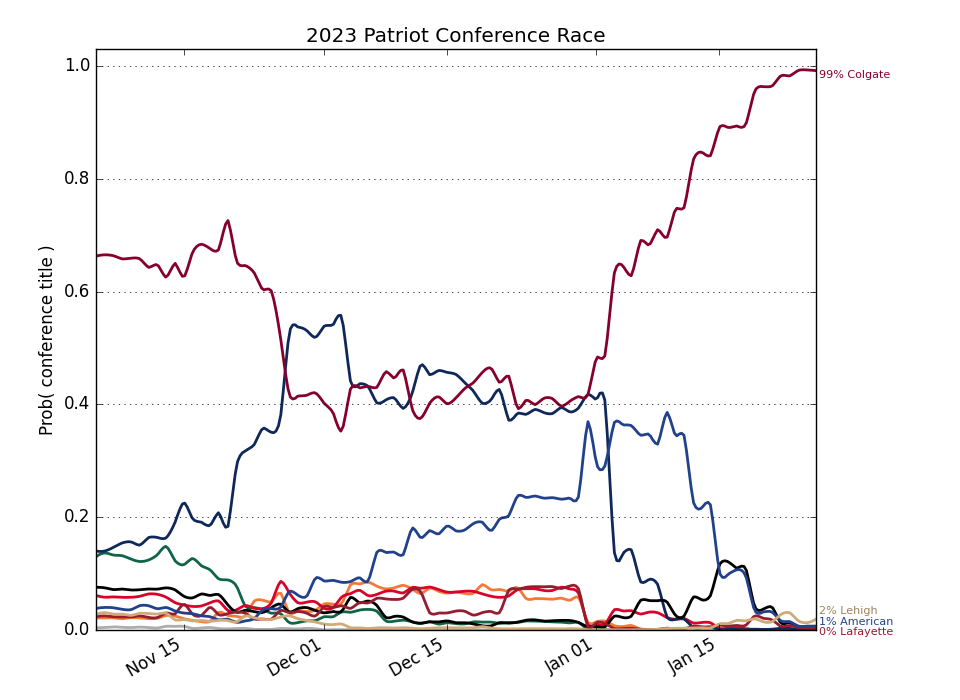 2023 Patriot Conference Race
Prob( conference title )
1.0
0.8
0.6
0.4
0.2
0.0
Nov 15
Dec 01
Dec 15
Jan 01
Jan 15
99% Colgate
2% Lehigh
1% American
0% Lafayette